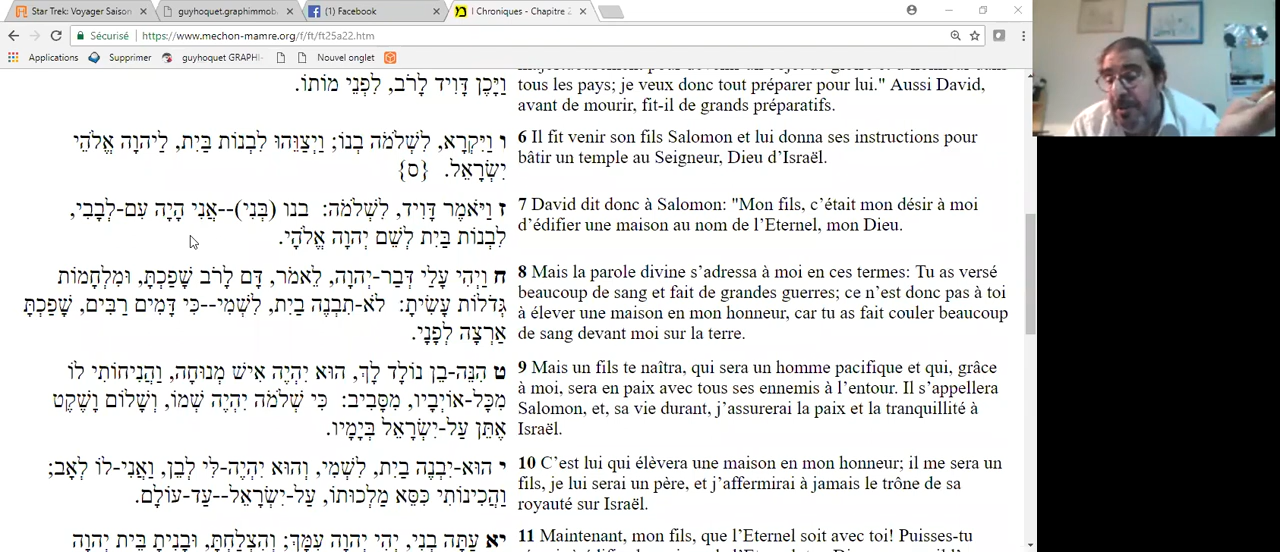 Star Trek: Voyager Saison
guyhoquet.graphimmob.
(1) Facebook
I Chroniques - Chapitre 2
Sécurisé
https://www.mechon-mamre.org/f/ft/ft25a22.htm
Applications
Supprimer
guyhoquet GRAPHI
Nouvel onglet
וַיָּכֶן דָּוִיד לָרֹב, לִפְנֵי מוֹתוֹ.
tous les pays; je veux donc tout préparer pour lui." Aussi David,
avant de mourir, fit-il de grands préparatifs.
ו וַיִּקְרָא, לִשְׁלֹמֹה בְנוֹ; וַיְצַוֵּהוּ לִבְנוֹת בַּיִת, לַיהוָה אֱלֹהֵי
יִשְׂרָאֵל. {ס}
6 Il fit venir son fils Salomon et lui donna ses instructions pour
bâtir un temple au Seigneur, Dieu d’Israël.
ז וַיֹּאמֶר דָּוִיד, לִשְׁלֹמֹה: בנו (בְּנִי)--אֲנִי הָיָה עִם-לְבָבִי,
לִבְנוֹת בַּיִת לְשֵׁם יְהוָה אֱלֹהָי.
7 David dit donc à Salomon: "Mon fils, c’était mon désir à moi
d’édifier une maison au nom de l’Eternel, mon Dieu.
ח וַיְהִי עָלַי דְּבַר-יְהוָה, לֵאמֹר, דָּם לָרֹב שָׁפַכְתָּ, וּמִלְחָמוֹת
גְּדֹלוֹת עָשִׂיתָ: לֹא-תִבְנֶה בַיִת, לִשְׁמִי--כִּי דָּמִים רַבִּים, שָׁפַכְתָּ
אַרְצָה לְפָנָי.
8 Mais la parole divine s’adressa à moi en ces termes: Tu as versé
beaucoup de sang et fait de grandes guerres; ce n’est donc pas à toi
à élever une maison en mon honneur, car tu as fait couler beaucoup
de sang devant moi sur la terre.
ט הִנֵּה-בֵן נוֹלָד לָךְ, הוּא יִהְיֶה אִישׁ מְנוּחָה, וַהֲנִיחוֹתִי לוֹ
מִכָּל-אוֹיְבָיו, מִסָּבִיב: כִּי שְׁלֹמֹה יִהְיֶה שְׁמוֹ, וְשָׁלוֹם וָשֶׁקֶט
אֶתֵּן עַל-יִשְׂרָאֵל בְּיָמָיו.
9 Mais un fils te naîtra, qui sera un homme pacifique et qui, grâce
à moi, sera en paix avec tous ses ennemis à l’entour. Il s’appellera
Salomon, et, sa vie durant, j’assurerai la paix et la tranquillité à
Israël.
י הוּא-יִבְנֶה בַיִת, לִשְׁמִי, וְהוּא יִהְיֶה-לִּי לְבֵן, וַאֲנִי-לוֹ לְאָב;
וַהֲכִינוֹתִי כִּסֵּא מַלְכוּתוֹ, עַל-יִשְׂרָאֵל--עַד-עוֹלָם.
10 C’est lui qui élèvera une maison en mon honneur; il me sera un
fils, je lui serai un père, et j’affermirai à jamais le trône de sa
royauté sur Israël.
יא עַתָּה בְנִי, יְהִי יְהוָה עִמָּךְ; וְהִצְלַחְתָּ, וּבָנִיתָ בֵּית יְהוָה
11 Maintenant, mon fils, que l’Eternel soit avec toi! Puisses-tu